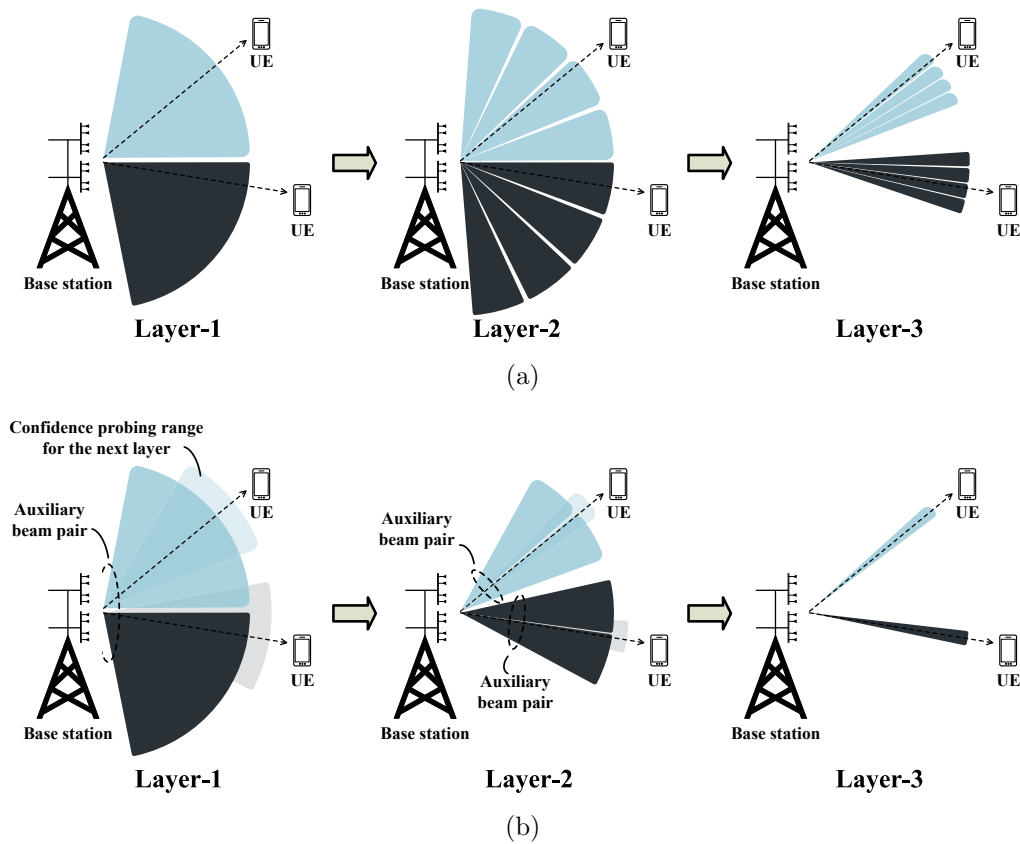 UE
UE
Base station
Layer-1
UE
UE
Base station
Layer-2
UE
UE
Base station
Layer-3
(a)
Confidence probing range
for the next layer
Auxiliary
beam pair
UE
UE
Base station
Layer-1
Auxiliary
beam pair
UE
UE
Auxiliary
beam pair
Base station
Layer-2
UE
UE
Base station
Layer-3
(b)